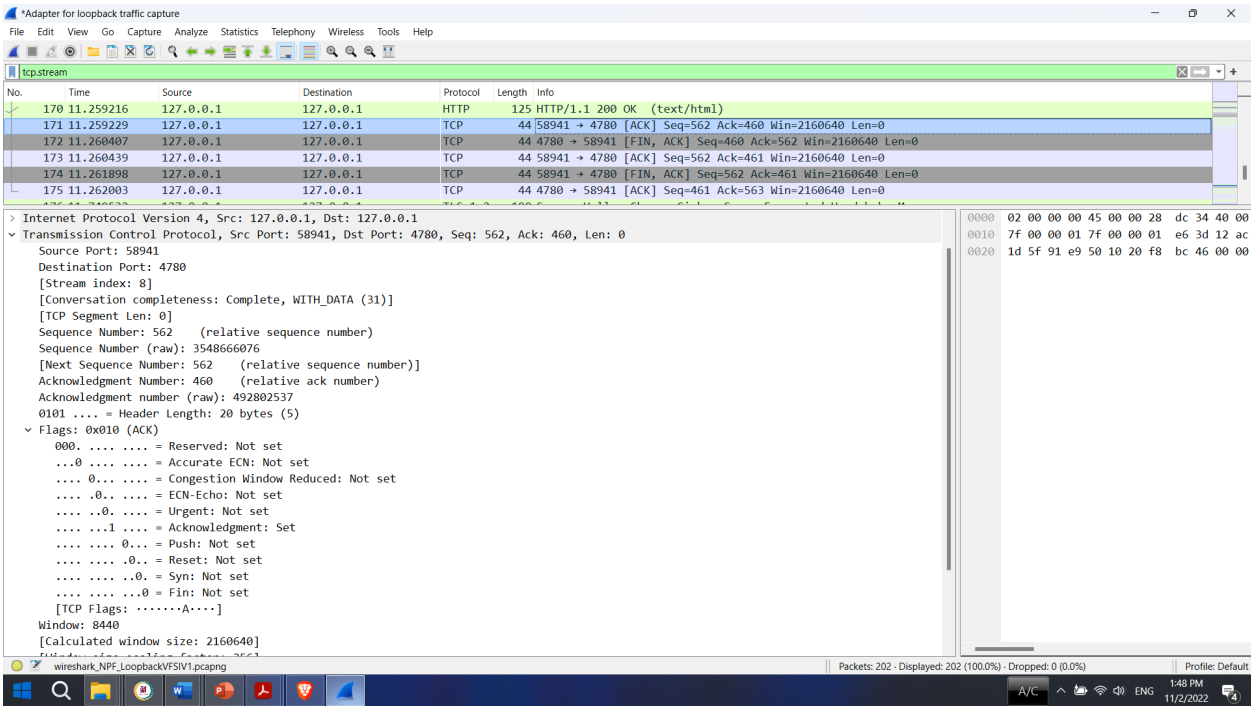 *Adapter for loopback traffic capture
File Edit View Go Capture Analyze Statistics Telephony Wireless Tools Help
tcp.stream
No. Time Source Destination Protocol Length Info
170 11.259216 127.0.0.1 127.0.0.1 HTTP 125 HTTP/1.1 200 OK (text/html)
171 11.259229 127.0.0.1 127.0.0.1 TCP 44 58941 → 4780 [ACK] Seq=562 Ack=460 Win=2160640 Len=0
172 11.260407 127.0.0.1 127.0.0.1 TCP 44 4780 → 58941 [FIN, ACK] Seq=460 Ack=562 Win=2160640 Len=0
173 11.260439 127.0.0.1 127.0.0.1 TCP 44 58941 → 4780 [ACK] Seq=562 Ack=461 Win=2160640 Len=0
174 11.261898 127.0.0.1 127.0.0.1 TCP 44 58941 → 4780 [FIN, ACK] Seq=562 Ack=461 Win=2160640 Len=0
175 11.262003 127.0.0.1 127.0.0.1 TCP 44 4780 → 58941 [ACK] Seq=461 Ack=563 Win=2160640 Len=0
Internet Protocol Version 4, Src: 127.0.0.1, Dst: 127.0.0.1
Transmission Control Protocol, Src Port: 58941, Dst Port: 4780, Seq: 562, Ack: 460, Len: 0
Source Port: 58941
Destination Port: 4780
[Stream index: 8]
[Conversation completeness: Complete, WITH_DATA (31)]
[TCP Segment Len: 0]
Sequence Number: 562 (relative sequence number)
Sequence Number (raw): 3548666076
[Next Sequence Number: 562 (relative sequence number)]
Acknowledgment Number: 460 (relative ack number)
Acknowledgment number (raw): 492802537
0101 .... = Header Length: 20 bytes (5)
Flags: 0x010 (ACK)
000. .... .... = Reserved: Not set
...0 .... .... = Accurate ECN: Not set
.... 0... .... = Congestion Window Reduced: Not set
.... .0.. .... = ECN-Echo: Not set
.... ..0. .... = Urgent: Not set
.... ...1 .... = Acknowledgment: Set
.... .... 0... = Push: Not set
.... .... .0.. = Reset: Not set
.... .... ..0. = Syn: Not set
.... .... ...0 = Fin: Not set
[TCP Flags: ·······A····]
Window: 8440
[Calculated window size: 2160640]
0000 02 00 00 00 45 00 00 28 dc 34 40 00
0010 7f 00 00 01 7f 00 00 01 e6 3d 12 ac
0020 1d 5f 91 e9 50 10 20 f8 bc 46 00 00
wireshark_NPF_LoopbackVFSIV1.pcapng
Packets: 202 · Displayed: 202 (100.0%) · Dropped: 0 (0.0%)
Profile: Default
A/C
ENG
1:48 PM
11/2/2022
4